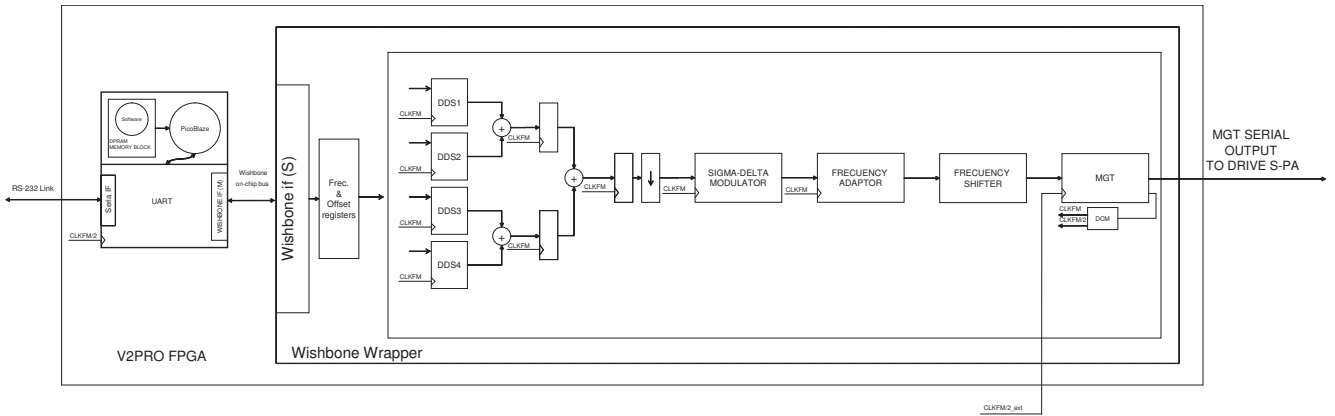 Software
DPRAM
MEMORY BLOCK
PicoBlaze
RS-232 Link
Serial IF
UART
WISHBONE IF (M)
CLKFM/2
Wishbone
on-chip bus
Wishbone if (S)
Frec.
&
Offset
registers
CLKFM
DDS1
CLKFM
DDS2
CLKFM
DDS3
CLKFM
DDS4
+
CLKFM
+
CLKFM
+
CLKFM
CLKFM
SIGMA-DELTA
MODULATOR
CLKFM
FRECUENCY
ADAPTOR
FRECUENCY
SHIFTER
MGT
CLKFM
CLKFM/2
DCM
MGT SERIAL
OUTPUT
TO DRIVE S-PA
V2PRO FPGA
Wishbone Wrapper
CLKFM/2_ext